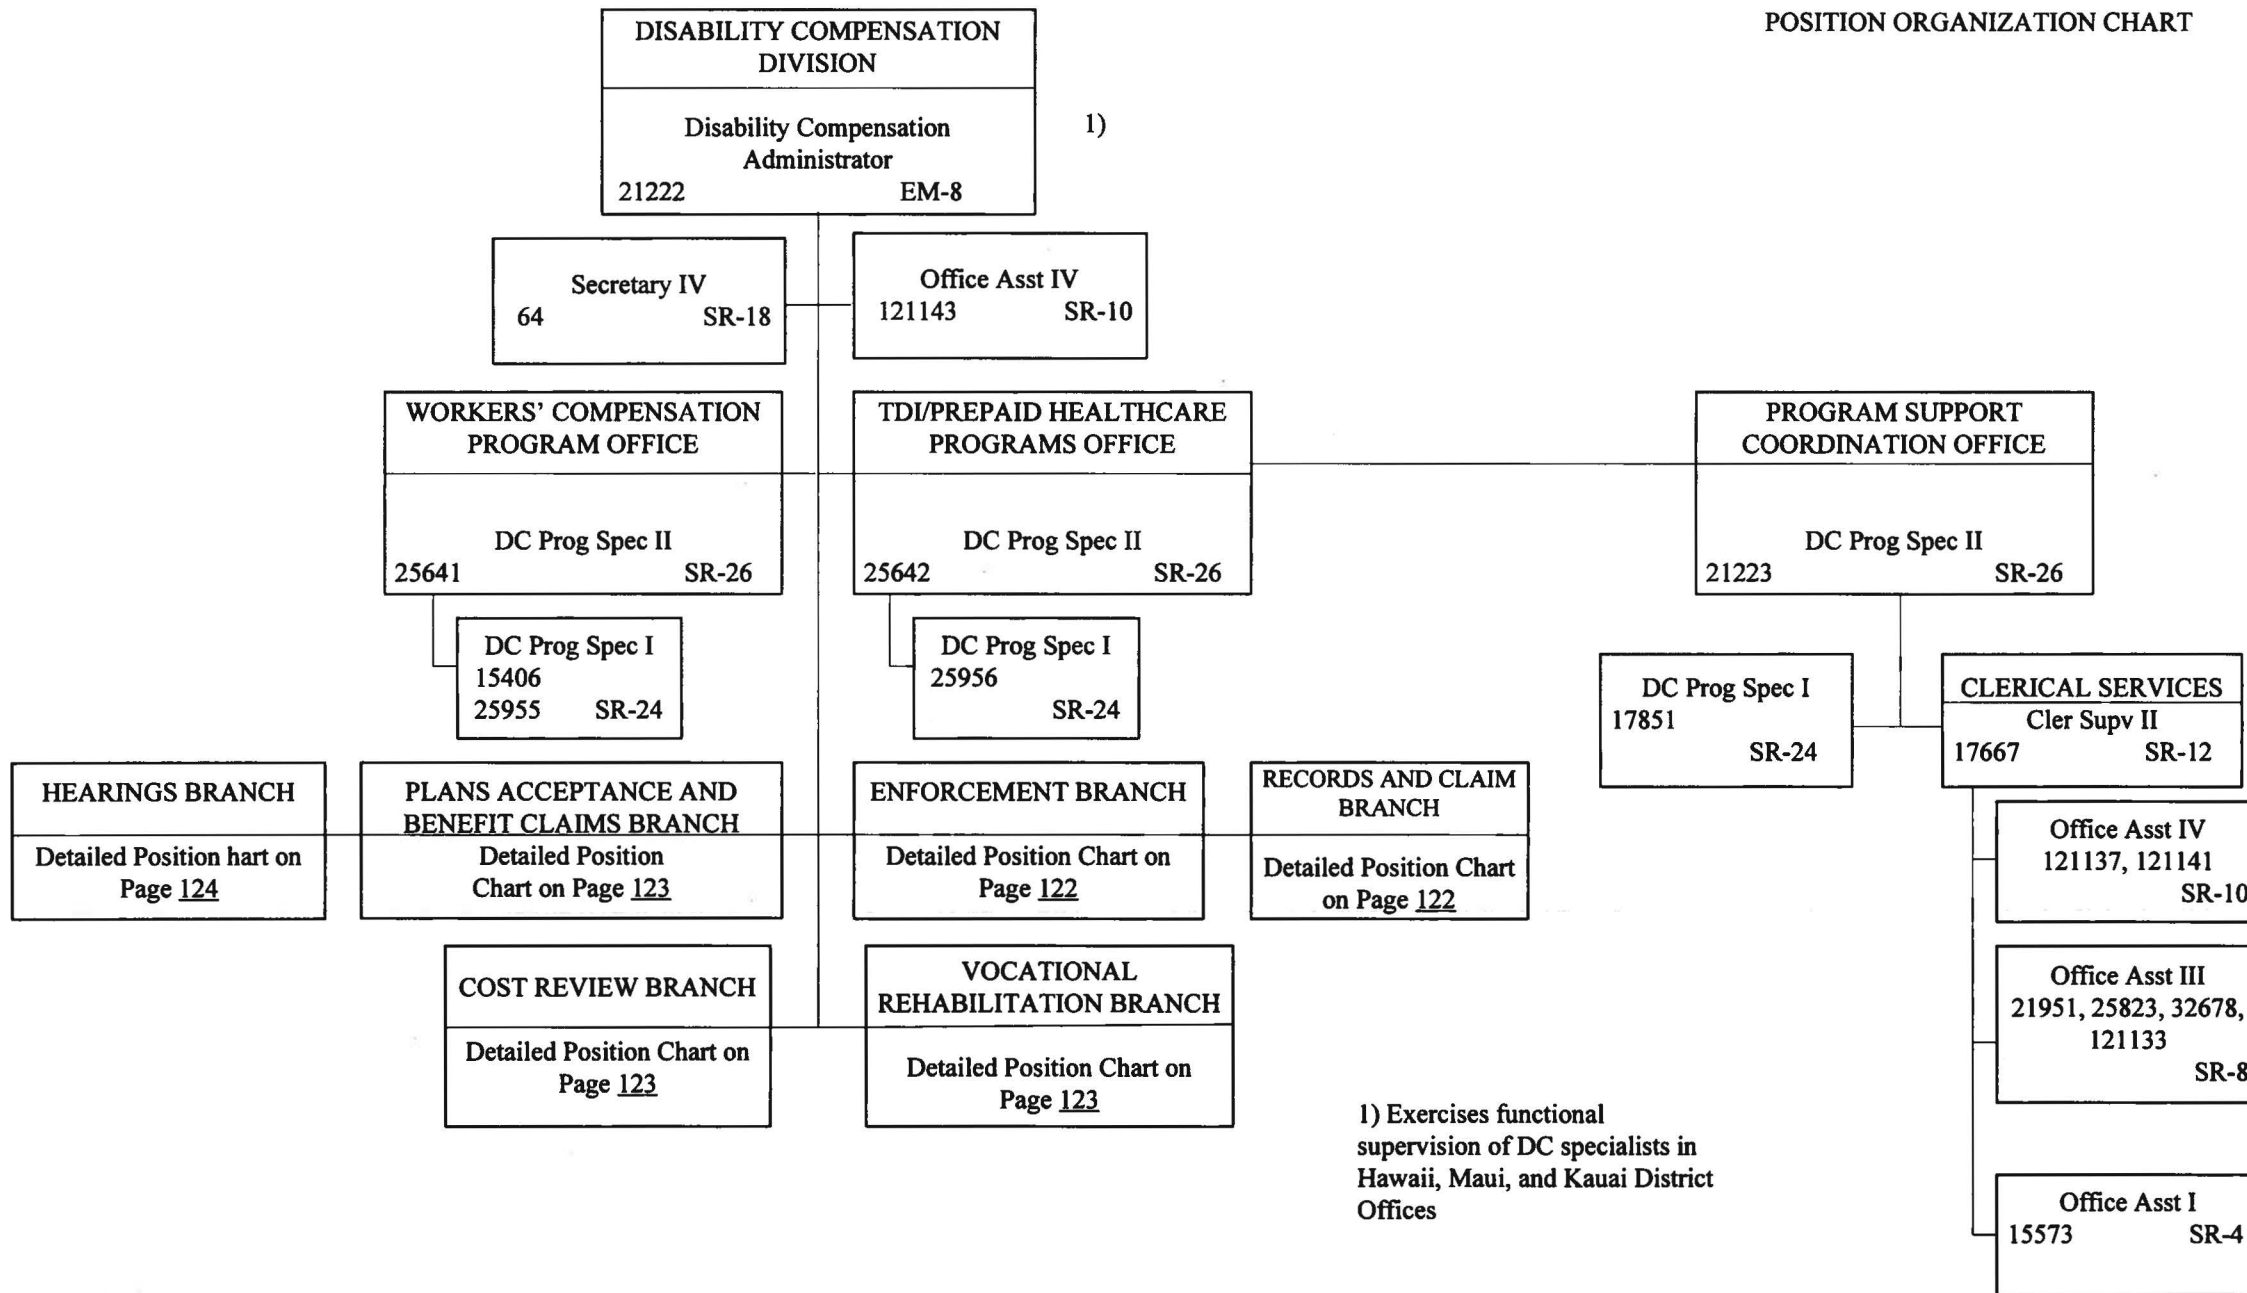 POSITION ORGANIZATION CHART
DISABILITY COMPENSATION
DIVISION
Disability Compensation
Administrator
21222 EM-8
1)
Secretary IV
64 SR-18
Office Asst IV
121143 SR-10
WORKERS' COMPENSATION
PROGRAM OFFICE
DC Prog Spec II
25641 SR-26
TDI/PREPAID HEALTHCARE
PROGRAMS OFFICE
DC Prog Spec II
25642 SR-26
PROGRAM SUPPORT
COORDINATION OFFICE
DC Prog Spec II
21223 SR-26
DC Prog Spec I
15406
25955 SR-24
DC Prog Spec I
25956
SR-24
DC Prog Spec I
17851
SR-24
CLERICAL SERVICES
Cler Supv II
17667 SR-12
HEARINGS BRANCH
Detailed Position hart on
Page 124
PLANS ACCEPTANCE AND
BENEFIT CLAIMS BRANCH
Detailed Position
Chart on Page 123
ENFORCEMENT BRANCH
Detailed Position Chart on
Page 122
RECORDS AND CLAIM
BRANCH
Detailed Position Chart
on Page 122
Office Asst IV
121137, 121141
SR-10
COST REVIEW BRANCH
Detailed Position Chart on
Page 123
VOCATIONAL
REHABILITATION BRANCH
Detailed Position Chart on
Page 123
Office Asst III
21951, 25823, 32678,
121133
SR-8
1) Exercises functional
supervision of DC specialists in
Hawaii, Maui, and Kauai District
Offices
Office Asst I
15573 SR-4